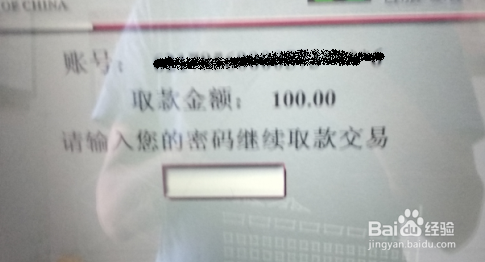 OF CHINA
账号：
取款金额： 100.00
请输入您的密码继续取款交易
Baidu经验
jingyan.baidu.com